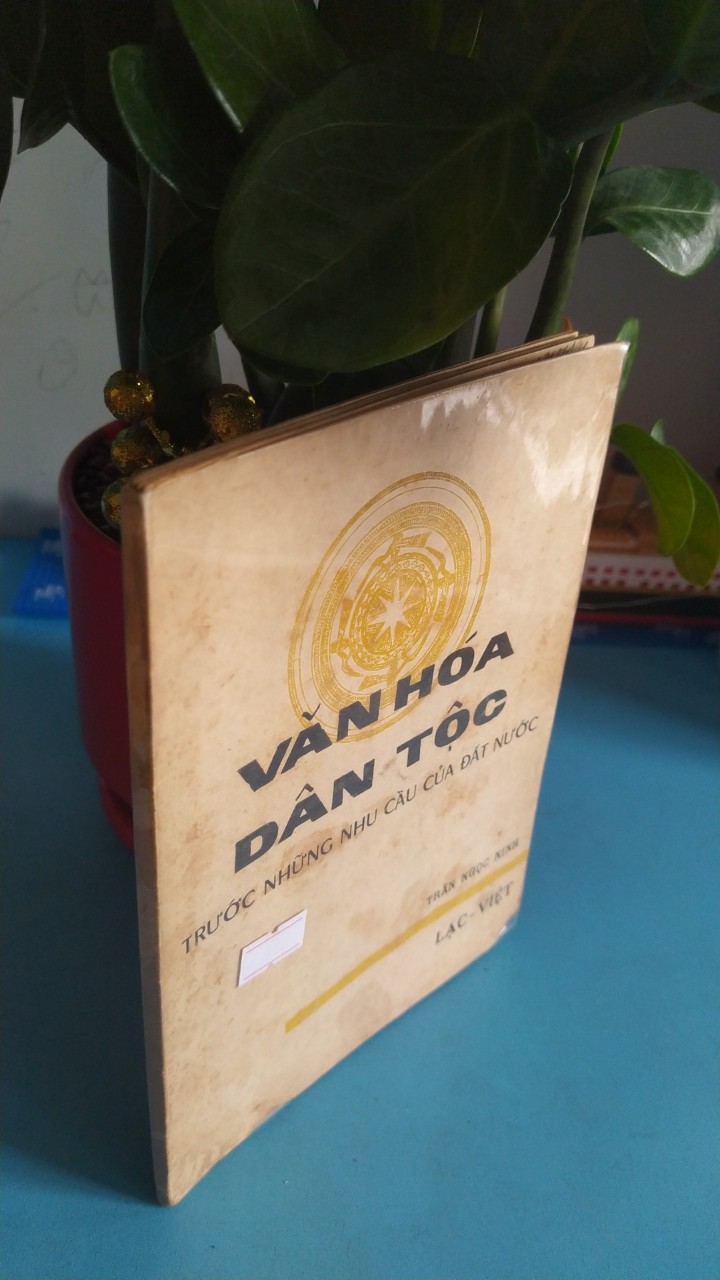 VĂN HÓA
DÂN TỘC
TRƯỚC NHỮNG NHU CẦU CỦA ĐẤT NƯỚC
TRẦN NGỌC NINH
LẠC-VIỆT